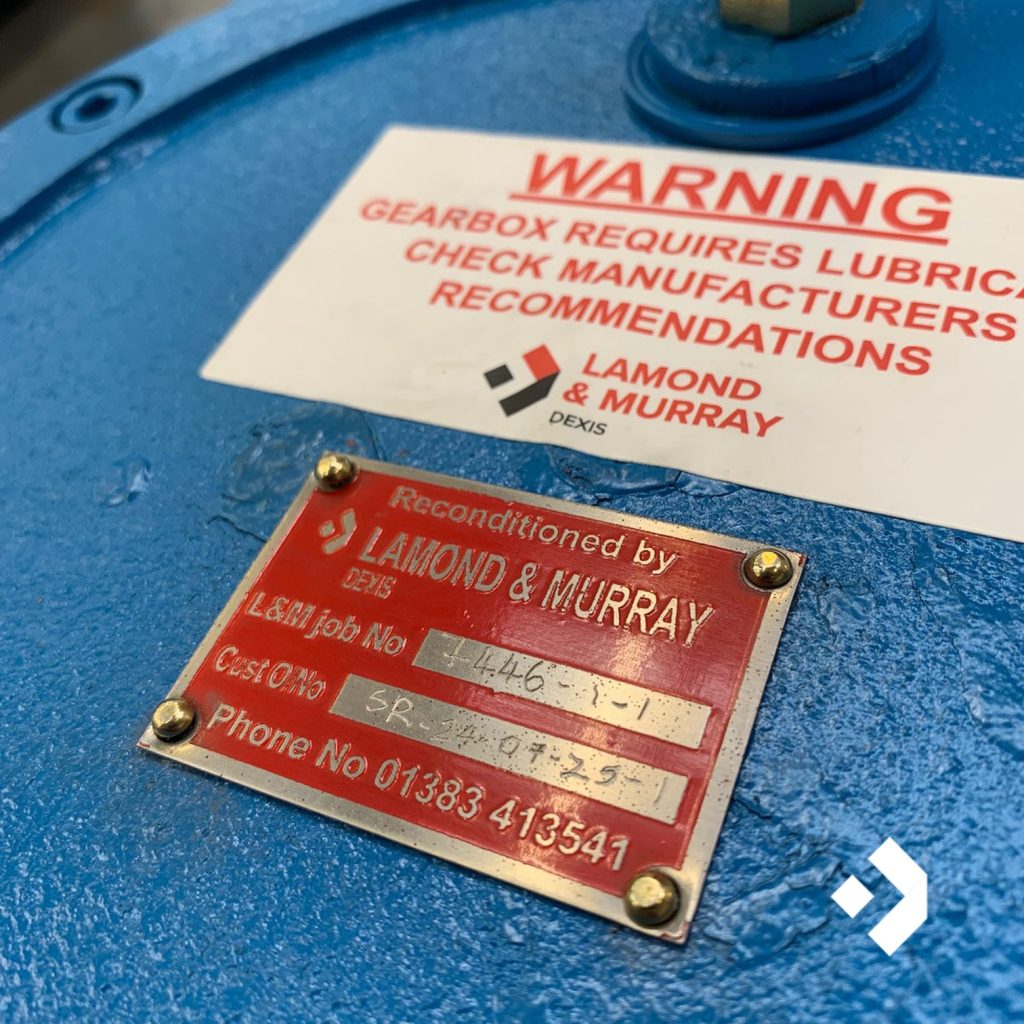 WARNING
GEARBOX REQUIRES LUBRICA
CHECK MANUFACTURERS
RECOMMENDATIONS
LAMOND
& MURRAY
DEXIS
Reconditioned by
LAMOND & MURRAY
DEXIS
L&M job No
Cust O/No
Phone No 01383 413541